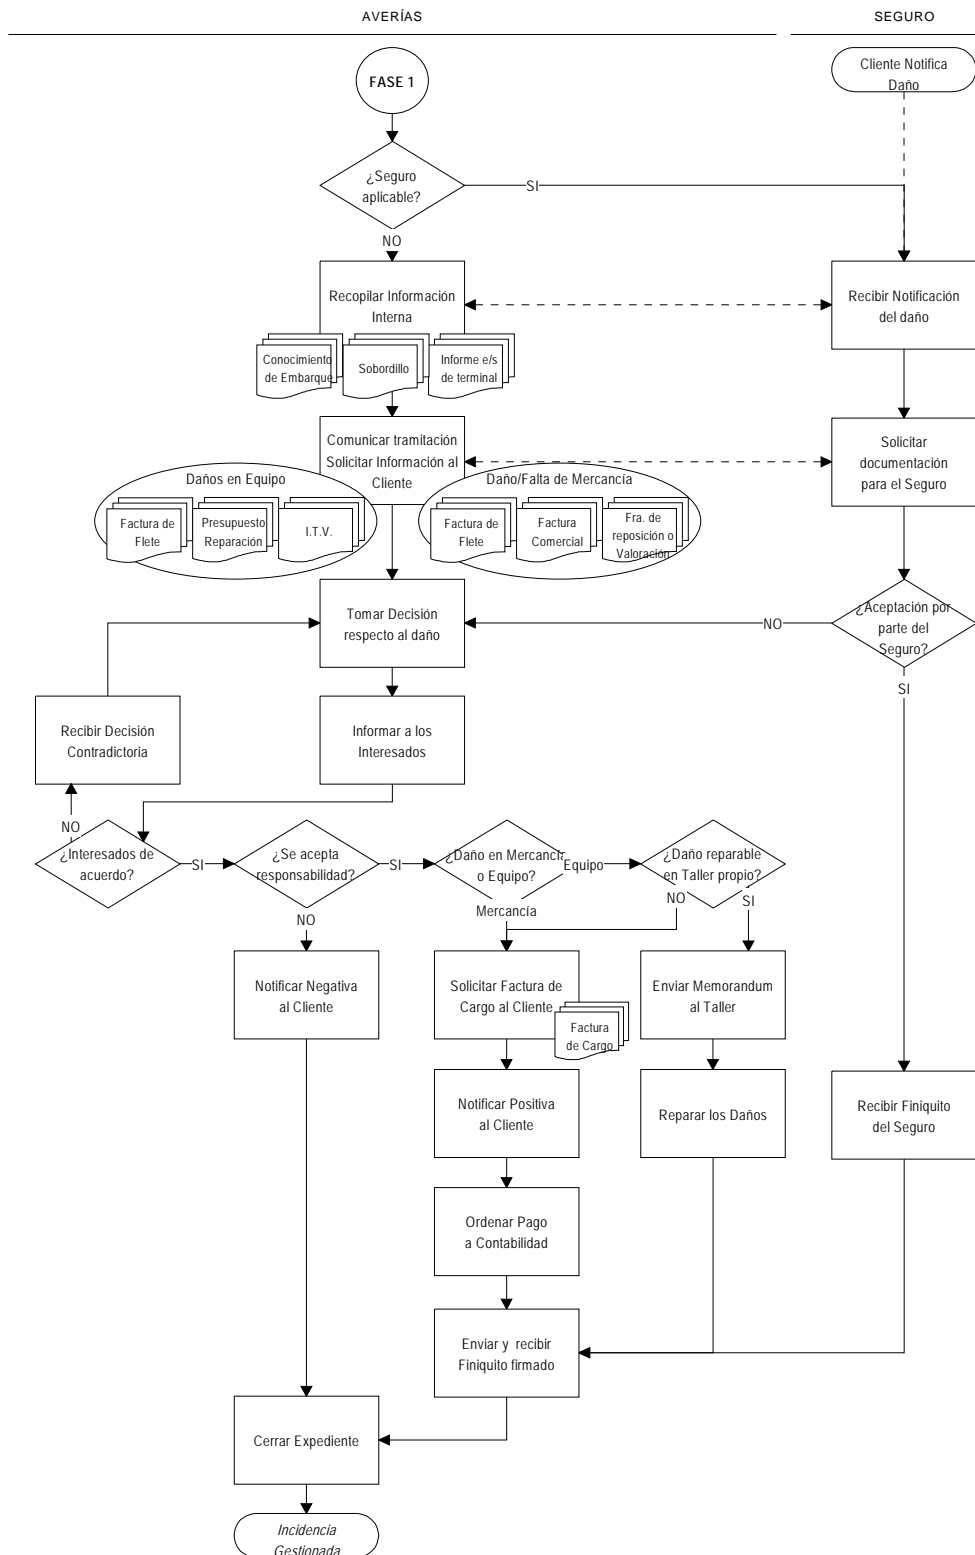 AVERÍAS
SEGURO
FASE 1
Cliente Notifica
Daño
¿Seguro
aplicable?
SI
NO
Recopilar Información
Interna
Recibir Notificación
del daño
Conocimiento
de Embarque
Sobordillo
Informe e/s
de terminal
Comunicar tramitación
Solicitar Información al
Cliente
Solicitar
documentación
para el Seguro
Daños en Equipo
Factura de
Flete
Presupuesto
Reparación
I.T.V.
Daño/Falta de Mercancía
Factura de
Flete
Factura
Comercial
Fra. de
reposición o
Valoración
Tomar Decisión
respecto al daño
NO
¿Aceptación por
parte del
Seguro?
SI
Recibir Decisión
Contradictoria
Informar a los
Interesados
NO
¿Interesados de
acuerdo?
SI
¿Se acepta
responsabilidad?
SI
¿Daño en Mercancía
o Equipo?
Equipo
¿Daño reparable
en Taller propio?
NO
Mercancía
NO
SI
Notificar Negativa
al Cliente
Solicitar Factura de
Cargo al Cliente
Factura
de Cargo
Enviar Memorandum
al Taller
Notificar Positiva
al Cliente
Reparar los Daños
Recibir Finiquito
del Seguro
Ordenar Pago
a Contabilidad
Enviar y recibir
Finiquito firmado
Cerrar Expediente
Incidencia
Gestionada